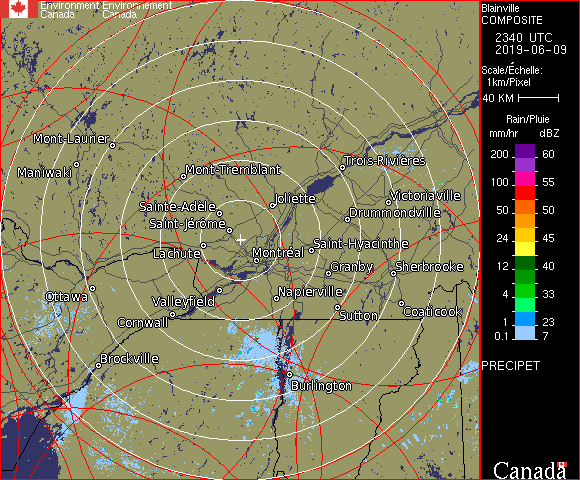 Environment Environnement
Canada Canada
Blainville
COMPOSITE
2340 UTC
2019-06-09
Scale/Échelle:
1km/Pixel
40 KM
Rain/Pluie
mm/hr dBZ
200 60
100 55
50 50
24 45
12 40
4 33
1 23
0.1 7
PRECIPET
Canada
Mont-Laurier
Maniwaki
Mont-Tremblant
Trois-Rivières
Joliette
Sainte-Adèle
Victoriaville
Drummondville
Saint-Jérôme
Saint-Hyacinthe
Lachute
Montréal
Granby
Sherbrooke
Ottawa
Valleyfield
Napierville
Cornwall
Sutton
Coaticook
Brockville
Burlington